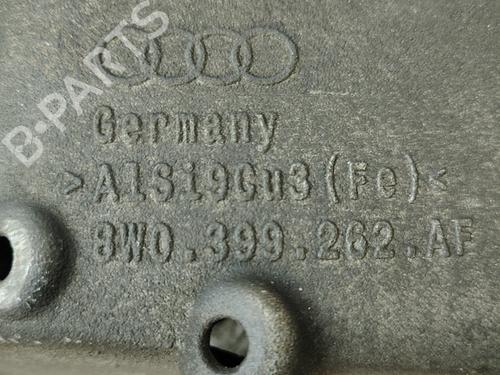 B-PARTS
Germany
>AlSi9Cu3(Fe)<
8W0.399.262.AF